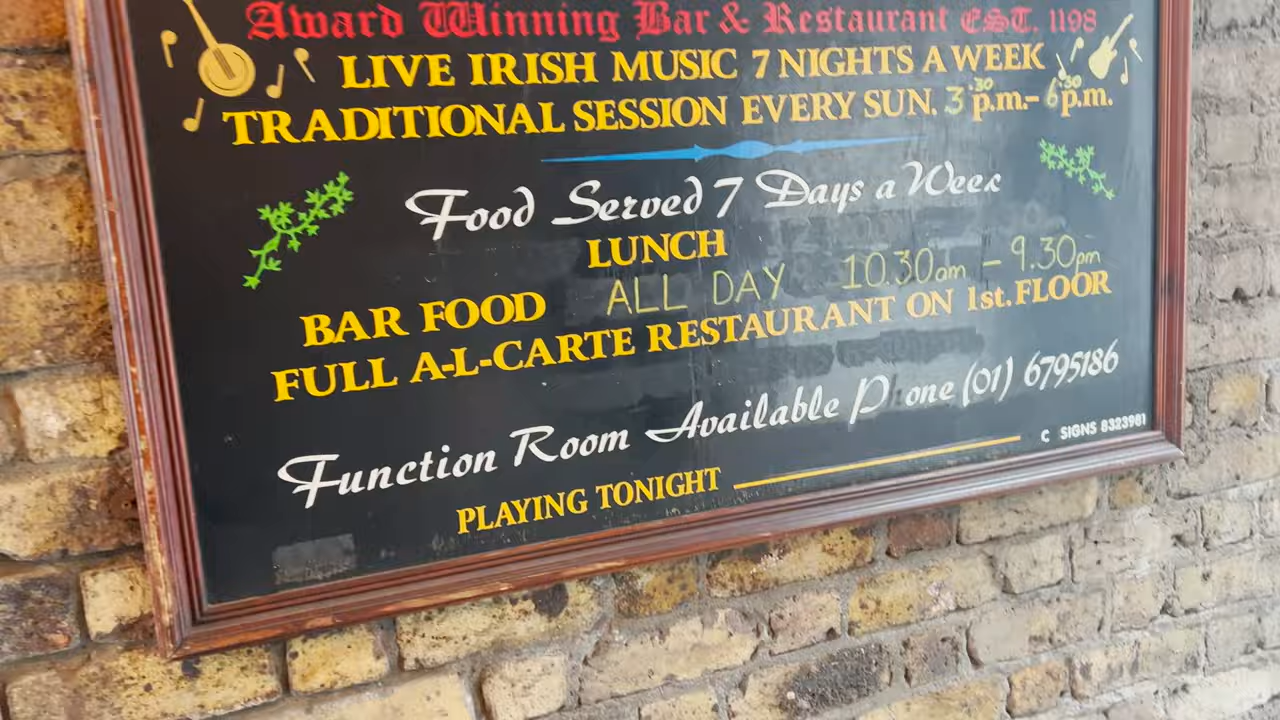 Award Winning Bar & Restaurant EST. 1198
LIVE IRISH MUSIC 7 NIGHTS A WEEK
TRADITIONAL SESSION EVERY SUN. 3.30 p.m.- 6.30 p.m.
Food Served 7 Days a Week
LUNCH
BAR FOOD ALL DAY 10.30am - 9.30pm
FULL A-L-CARTE RESTAURANT ON 1st. FLOOR
Function Room Available P one (01) 6795186
C SIGNS 8323981
PLAYING TONIGHT